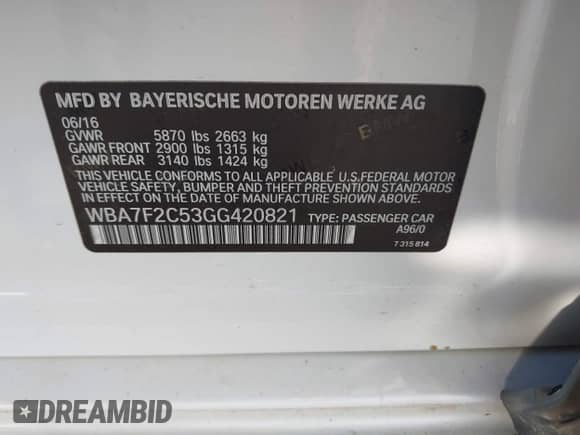 MFD BY BAYERISCHE MOTOREN WERKE AG
06/16
GVWR 5870 lbs 2663 kg
GAWR FRONT 2900 lbs 1315 kg
GAWR REAR 3140 lbs 1424 kg
THIS VEHICLE CONFORMS TO ALL APPLICABLE U.S.FEDERAL MOTOR
VEHICLE SAFETY, BUMPER AND THEFT PREVENTION STANDARDS
IN EFFECT ON THE DATE OF MANUFACTURE SHOWN ABOVE.
WBA7F2C53GG420821 TYPE: PASSENGER CAR
A96/0
7 315 814
DREAMBID